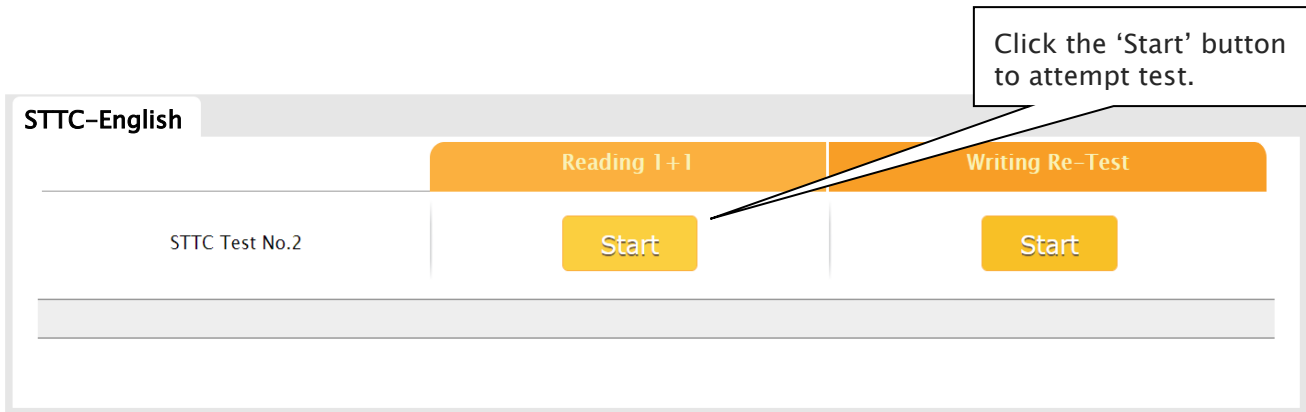 Click the ‘Start’ button
to attempt test.
STTC-English
Reading 1+1
Writing Re-Test
STTC Test No.2
Start
Start